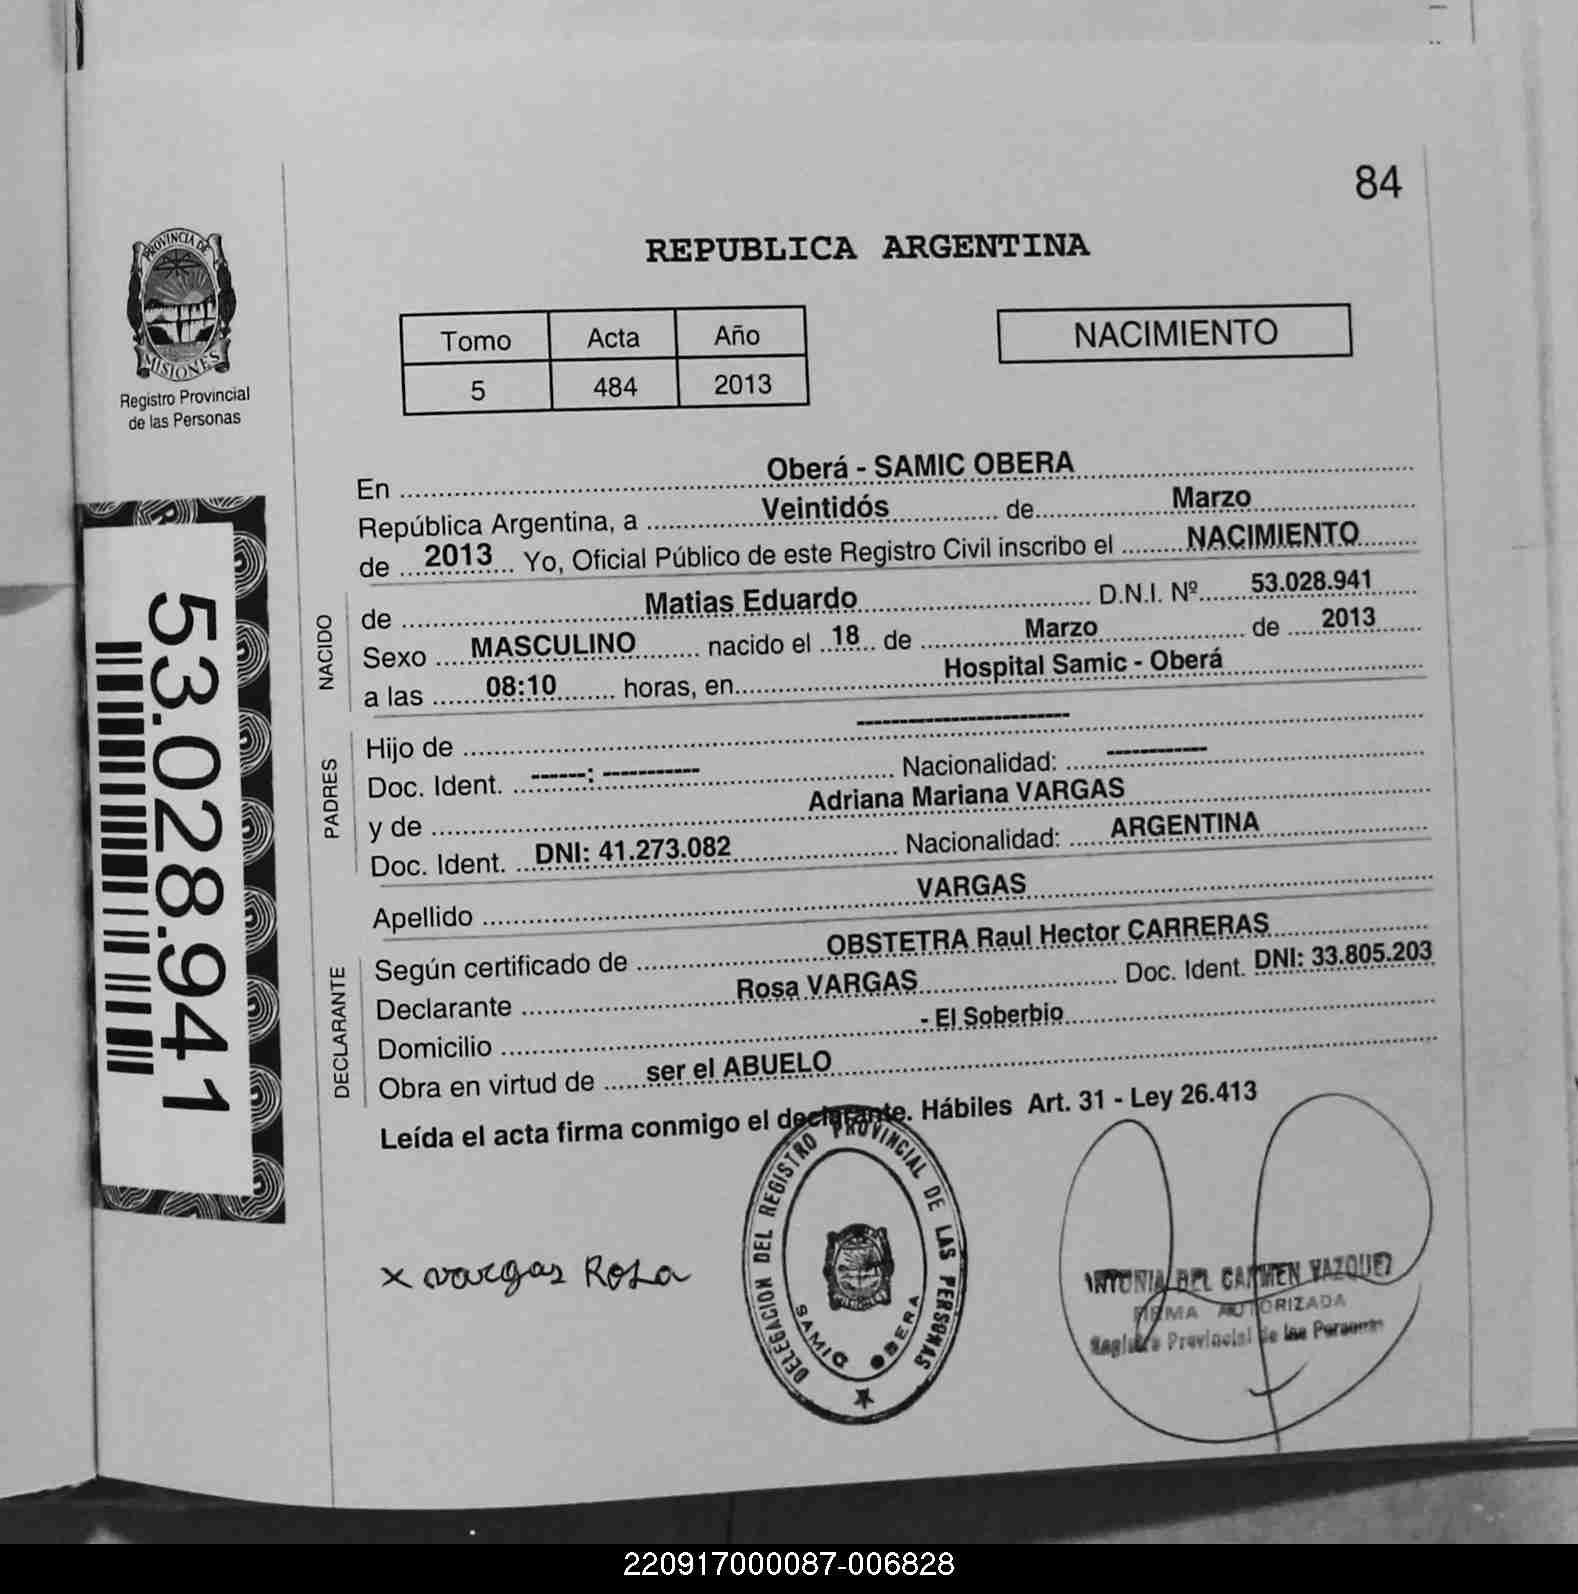 84
PROVINCIA DE
MISIONES
Registro Provincial
de las Personas
53.028.941
REPUBLICA ARGENTINA
Tomo Acta Año
5 484 2013
NACIMIENTO
En Oberá - SAMIC OBERA
República Argentina, a Veintidós de Marzo
de 2013 Yo, Oficial Público de este Registro Civil inscribo el NACIMIENTO
NACIDO
de Matias Eduardo D.N.I. Nº 53.028.941
Sexo MASCULINO nacido el 18 de Marzo de 2013
a las 08:10 horas, en Hospital Samic - Oberá
PADRES
Hijo de ------------------------
Doc. Ident. ------: ----------- Nacionalidad: ------------
y de Adriana Mariana VARGAS
Doc. Ident. DNI: 41.273.082 Nacionalidad: ARGENTINA
Apellido VARGAS
DECLARANTE
Según certificado de OBSTETRA Raul Hector CARRERAS
Declarante Rosa VARGAS Doc. Ident. DNI: 33.805.203
Domicilio - El Soberbio
Obra en virtud de ser el ABUELO
Leída el acta firma conmigo el declarante. Hábiles Art. 31 - Ley 26.413
x vargas Rosa
DELEGACION DEL REGISTRO PROVINCIAL DE LAS PERSONAS
SAMIC OBERA
ANTONIA DEL CARMEN VAZQUEZ
FIRMA AUTORIZADA
Registro Provincial de las Personas
220917000087-006828